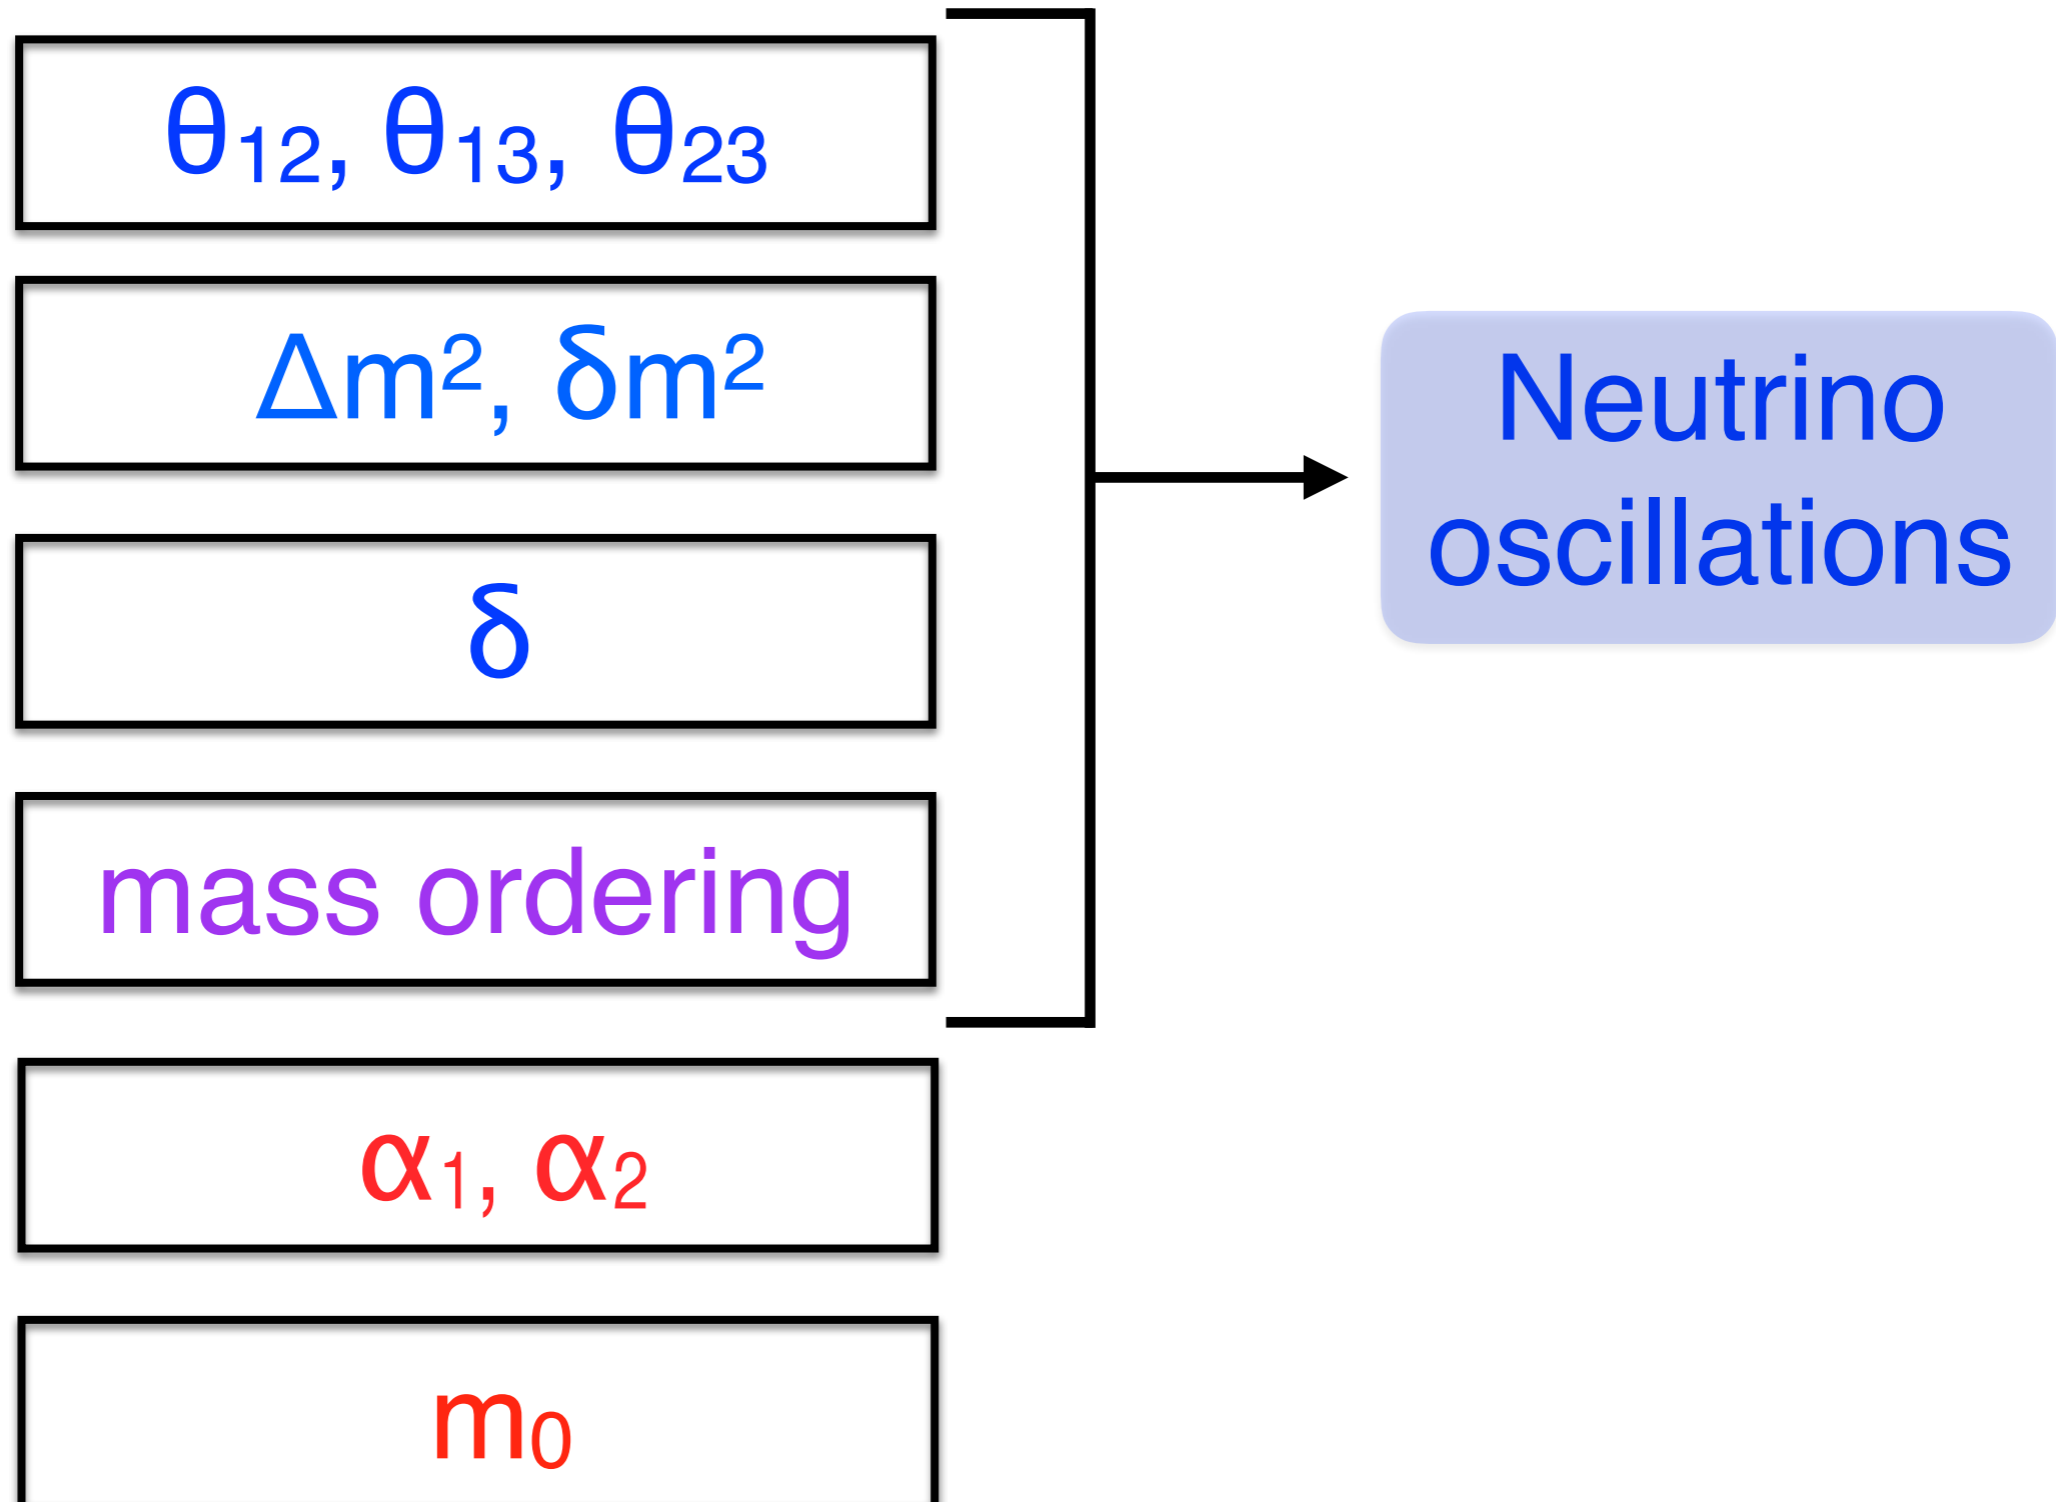 θ₁₂, θ₁₃, θ₂₃
Δm², δm²
δ
mass ordering
α₁, α₂
m₀
Neutrino
oscillations